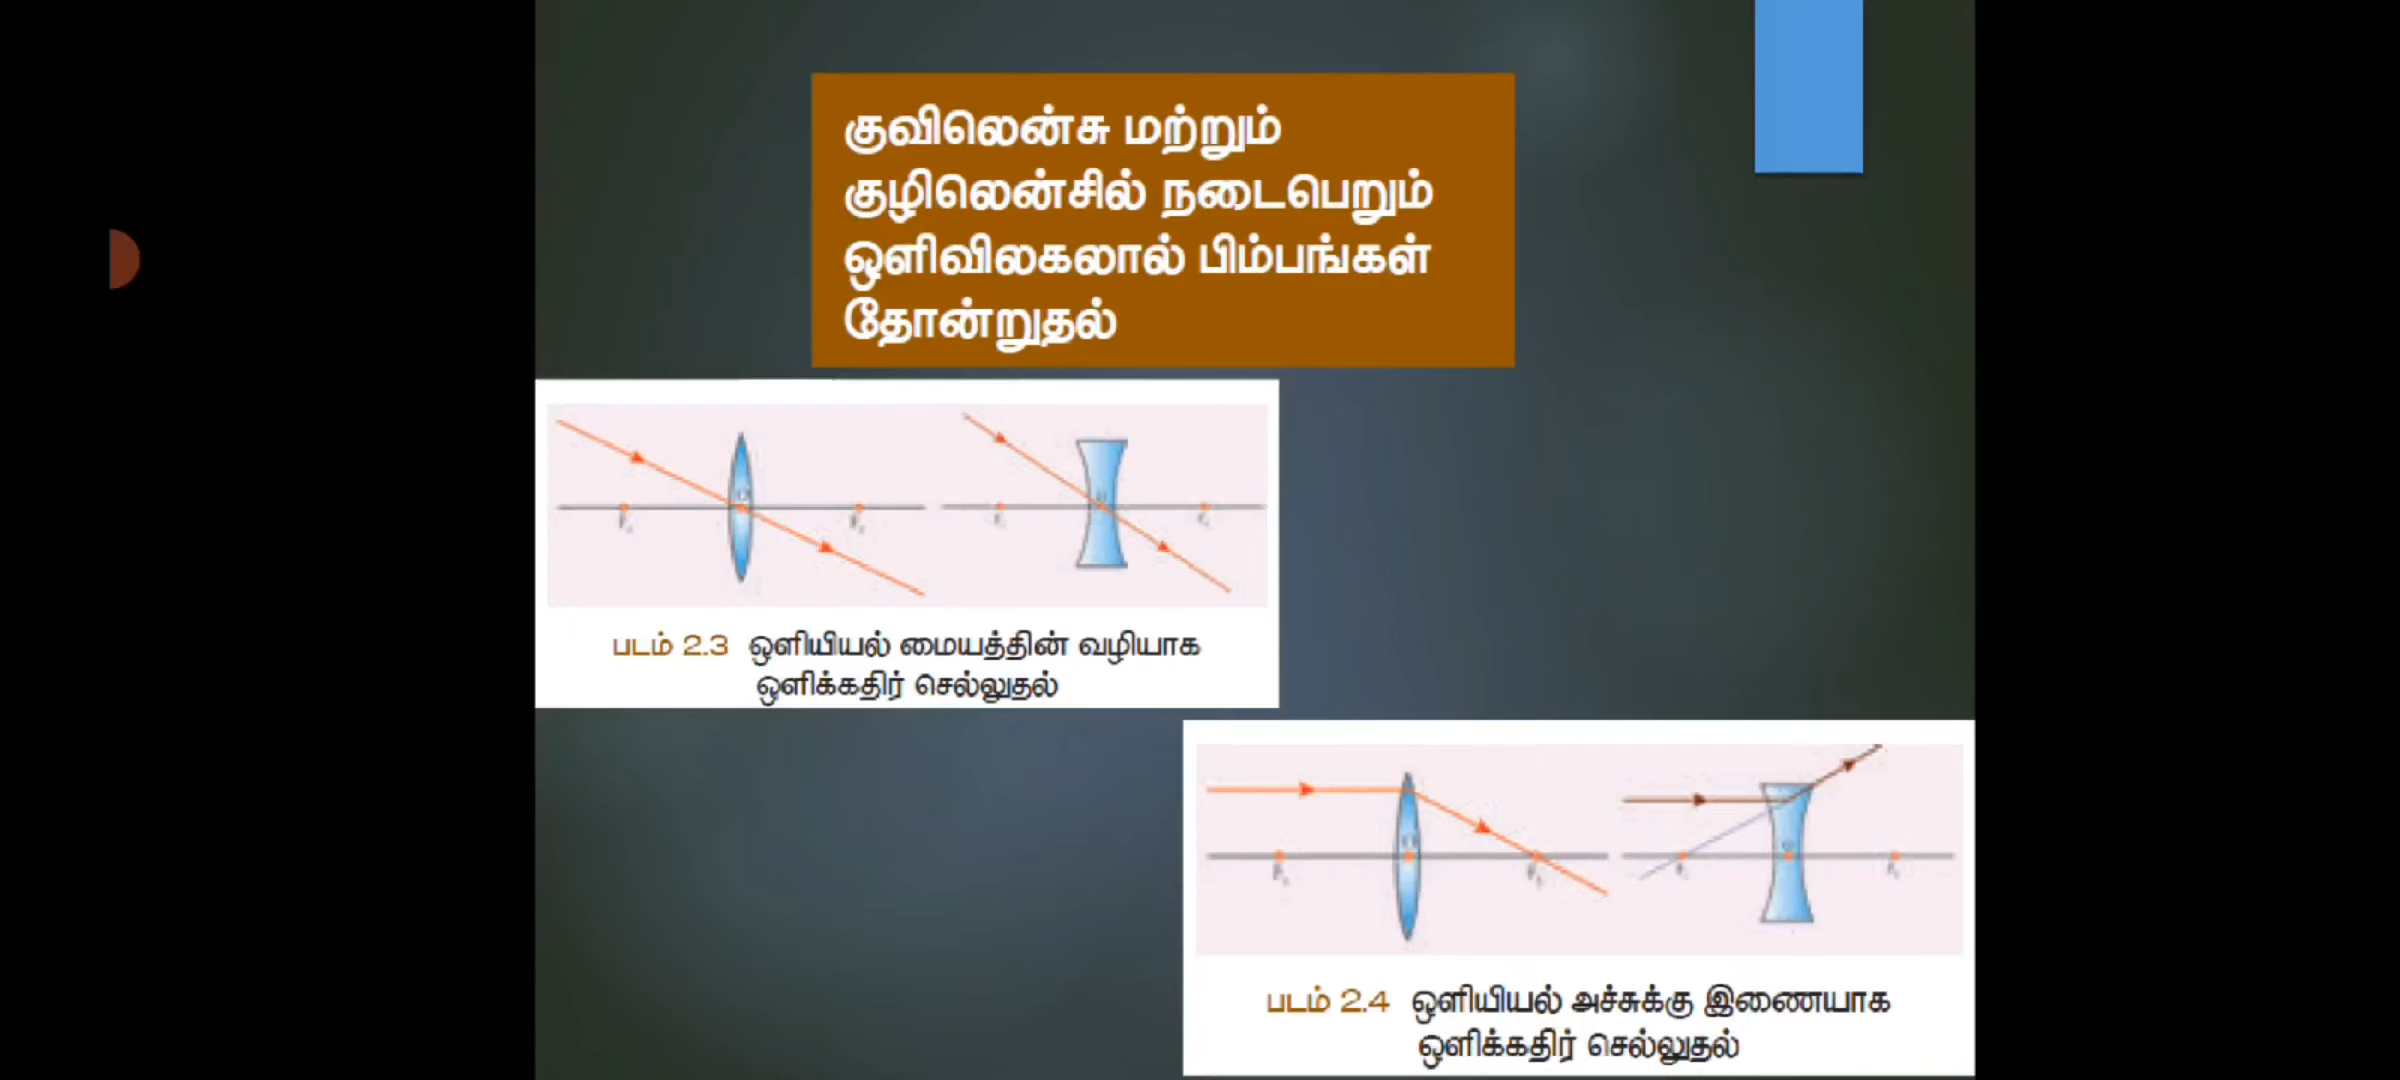 குவிலென்சு மற்றும்
குழிலென்சில் நடைபெறும்
ஒளிவிலகலால் பிம்பங்கள்
தோன்றுதல்
படம் 2.3 ஒளியியல் மையத்தின் வழியாக
ஒளிக்கதிர் செல்லுதல்
படம் 2.4 ஒளியியல் அச்சுக்கு இணையாக
ஒளிக்கதிர் செல்லுதல்